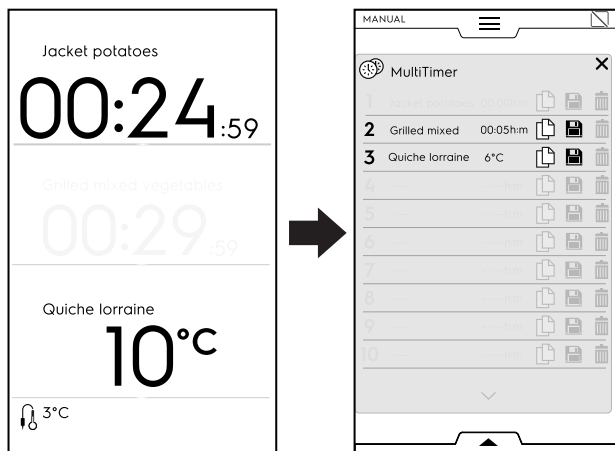 Jacket potatoes
00:24:59
Grilled mixed vegetables
00:29:59
Quiche lorraine
10°C
3°C
MANUAL
MultiTimer
1 Jacket potatoes 00:00h:m
2 Grilled mixed 00:05h:m
3 Quiche lorraine 6°C
4
5
6
7
8
9
10